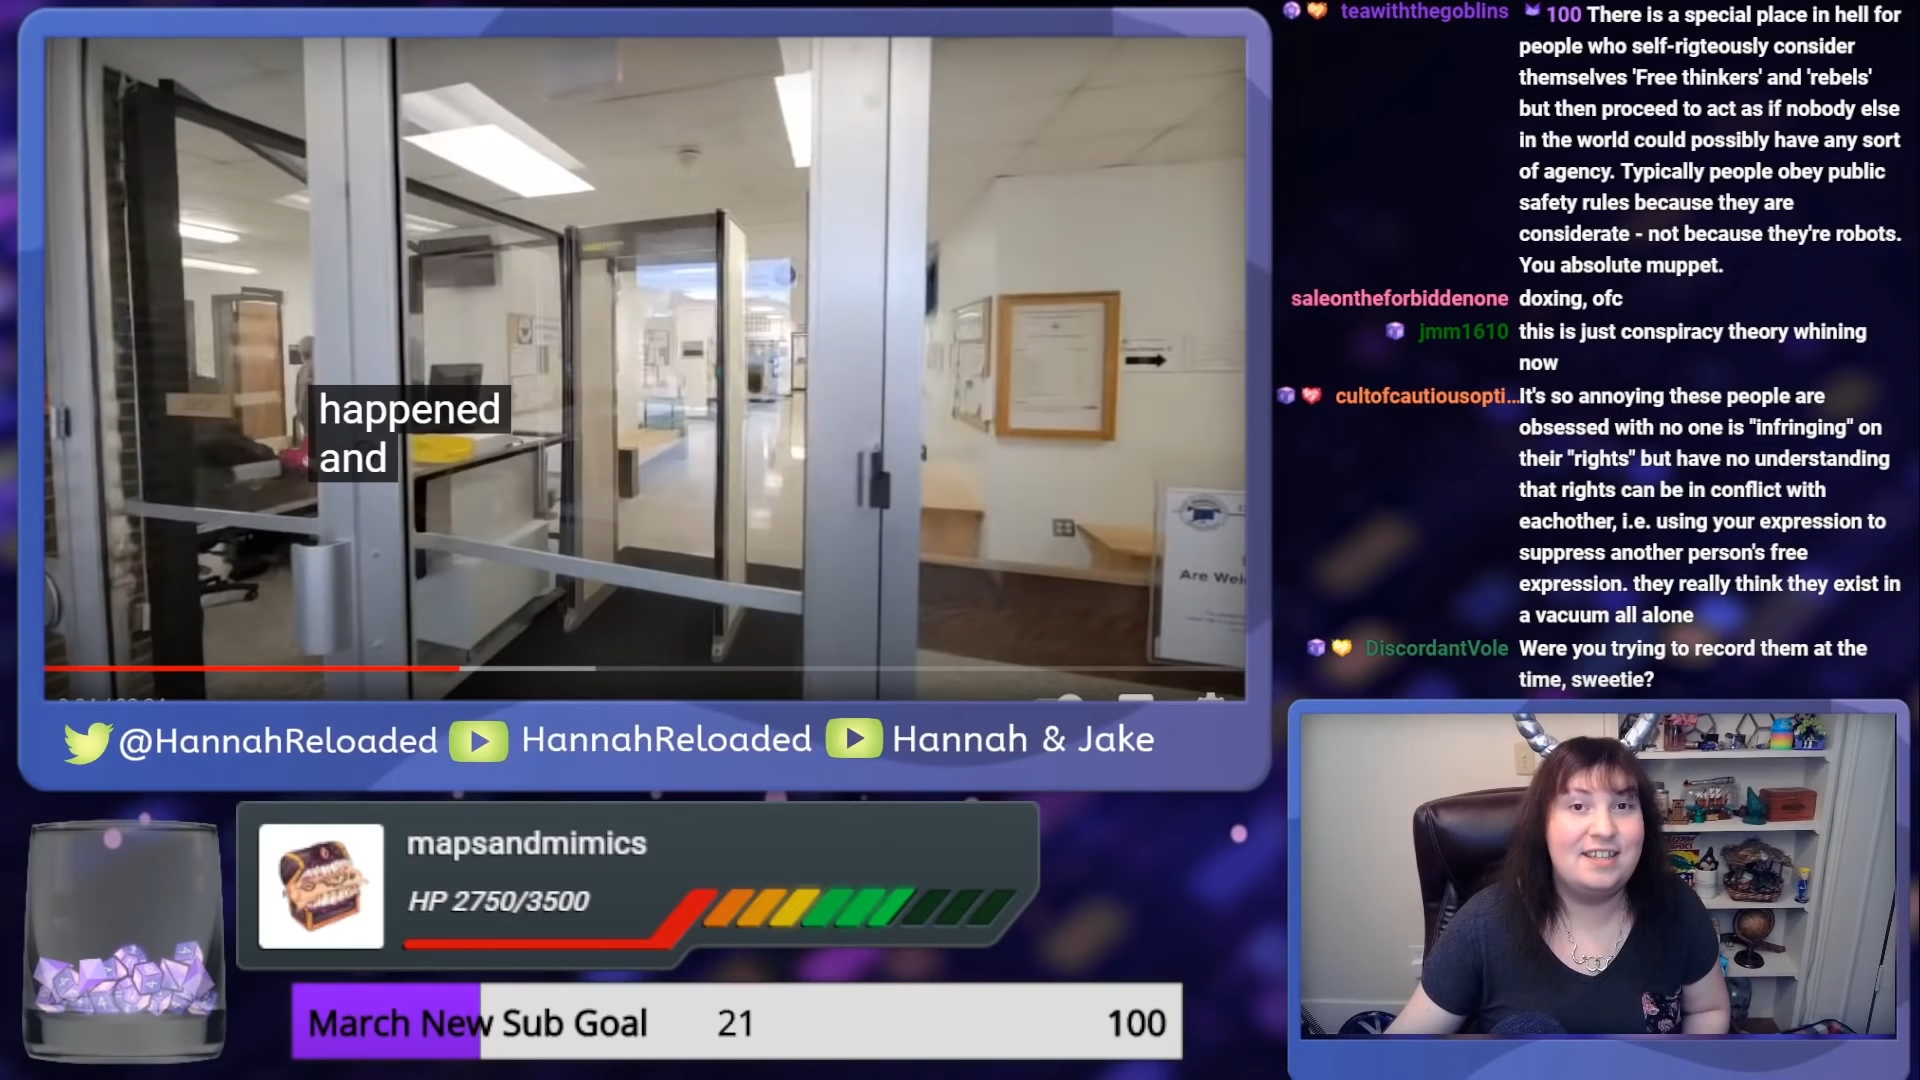 happened
and
Are Wel
@HannahReloaded HannahReloaded Hannah & Jake
mapsandmimics
HP 2750/3500
March New Sub Goal 21 100
teawiththegoblins 100 There is a special place in hell for
people who self-rigteously consider
themselves 'Free thinkers' and 'rebels'
but then proceed to act as if nobody else
in the world could possibly have any sort
of agency. Typically people obey public
safety rules because they are
considerate - not because they're robots.
You absolute muppet.
saleontheforbiddenone doxing, ofc
jmm1610 this is just conspiracy theory whining
now
cultofcautiousopti... It's so annoying these people are
obsessed with no one is "infringing" on
their "rights" but have no understanding
that rights can be in conflict with
eachother, i.e. using your expression to
suppress another person's free
expression. they really think they exist in
a vacuum all alone
DiscordantVole Were you trying to record them at the
time, sweetie?